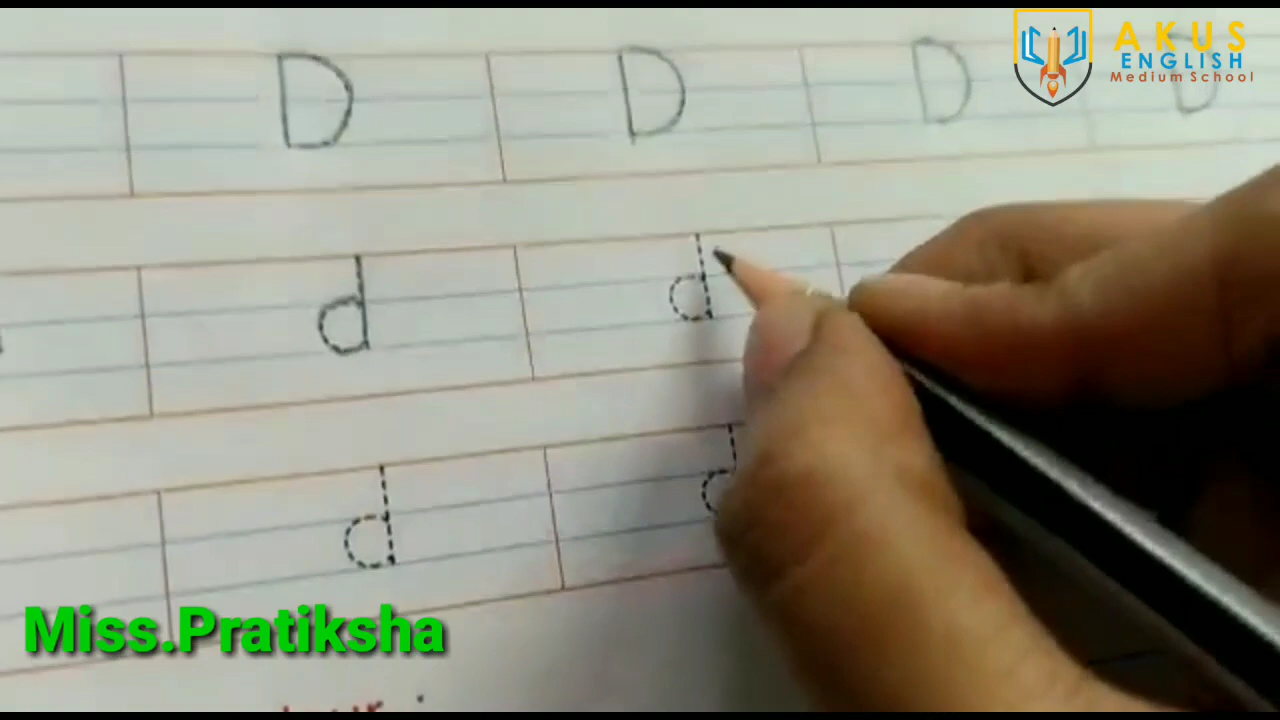 AKUS
ENGLISH
Medium School
D D D D
d d
d d
Miss.Pratiksha